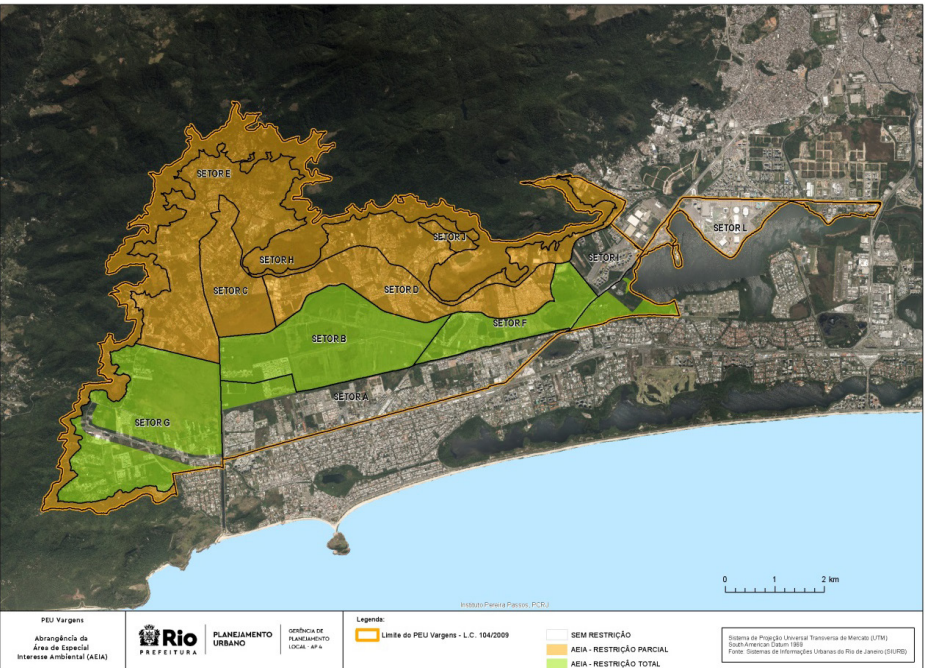 SETOR E
SETOR J
SETOR L
SETOR H
SETOR I
SETOR C
SETOR D
SETOR F
SETOR B
SETOR A
SETOR G
0 1 2 km
Instituto Pereira Passos, PCRJ
PEU Vargens
Abrangência da
Área de Especial
Interesse Ambiental (AEIA)
Rio
PREFEITURA
PLANEJAMENTO
URBANO
GERÊNCIA DE
PLANEJAMENTO
LOCAL - AP 4
Legenda:
Limite do PEU Vargens - L.C. 104/2009
SEM RESTRIÇÃO
AEIA - RESTRIÇÃO PARCIAL
AEIA - RESTRIÇÃO TOTAL
Sistema de Projeção Universal Transversa de Mercato (UTM)
South American Datum 1969
Fonte: Sistemas de Informações Urbanas do Rio de Janeiro (SIURB)